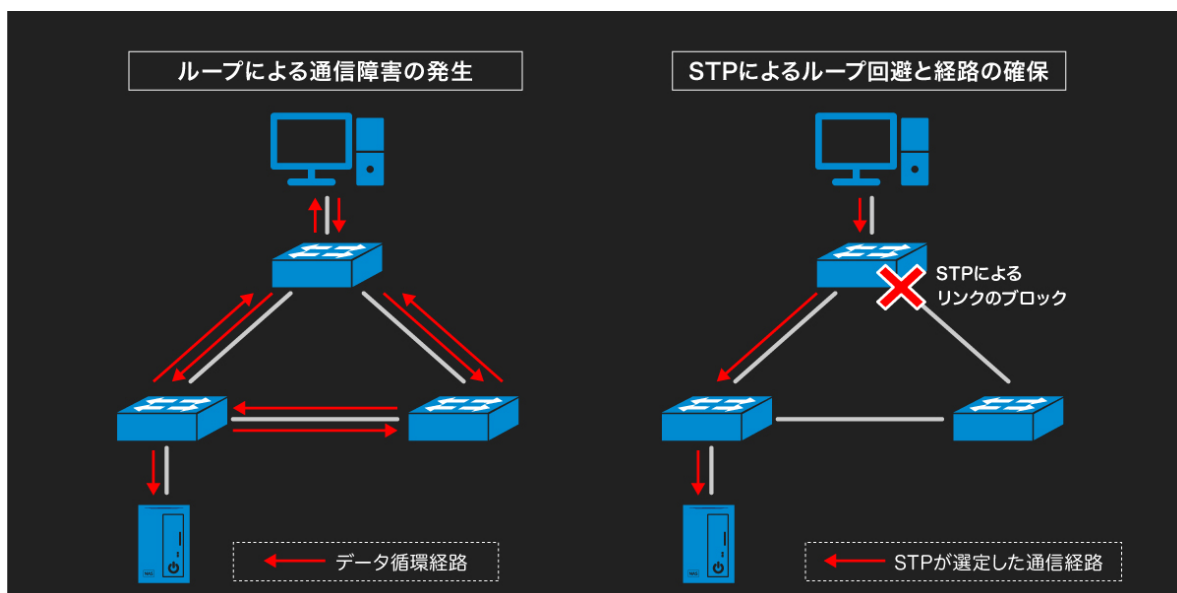 ループによる通信障害の発生
STPによるループ回避と経路の確保
STPによる
リンクのブロック
データ循環経路
STPが選定した通信経路